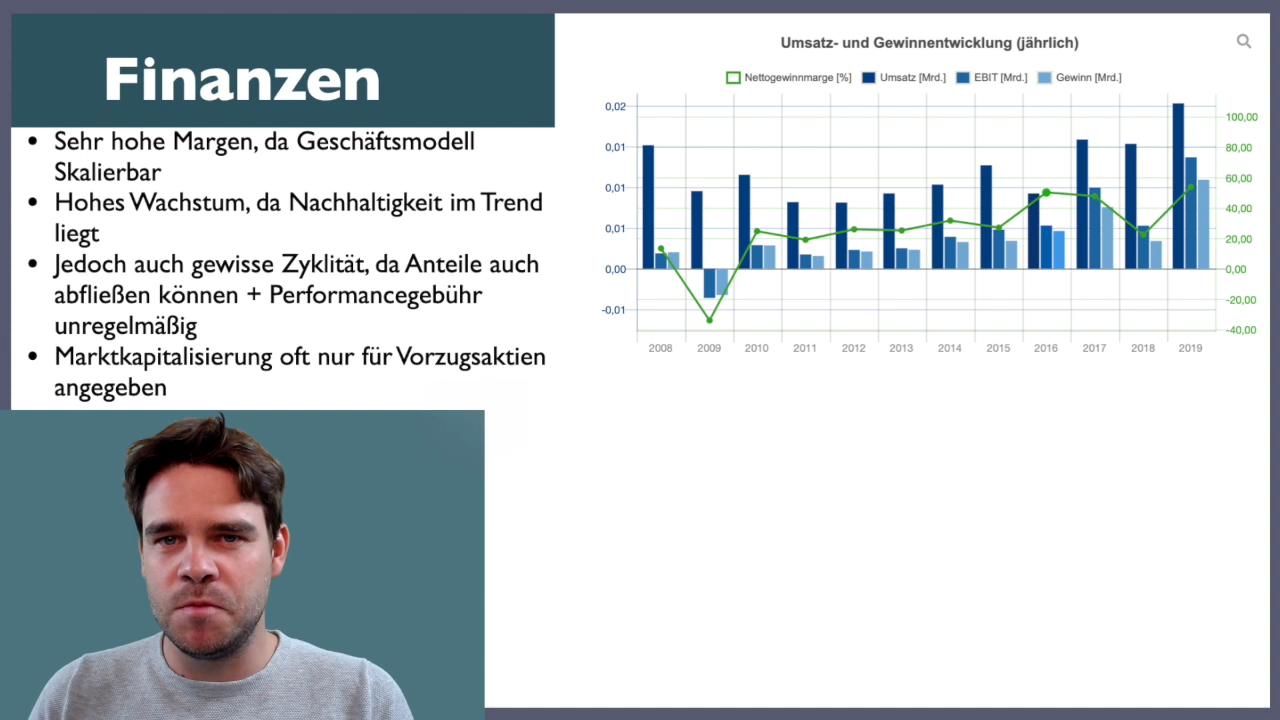 Finanzen
• Sehr hohe Margen, da Geschäftsmodell
Skalierbar
• Hohes Wachstum, da Nachhaltigkeit im Trend
liegt
• Jedoch auch gewisse Zyklität, da Anteile auch
abfließen können + Performancegebühr
unregelmäßig
• Marktkapitalisierung oft nur für Vorzugsaktien
angegeben
Umsatz- und Gewinnentwicklung (jährlich)
Nettogewinnmarge [%] Umsatz [Mrd.] EBIT [Mrd.] Gewinn [Mrd.]
0,02
0,01
0,01
0,01
0,00
-0,01
100,00
80,00
60,00
40,00
20,00
0,00
-20,00
-40,00
2008 2009 2010 2011 2012 2013 2014 2015 2016 2017 2018 2019